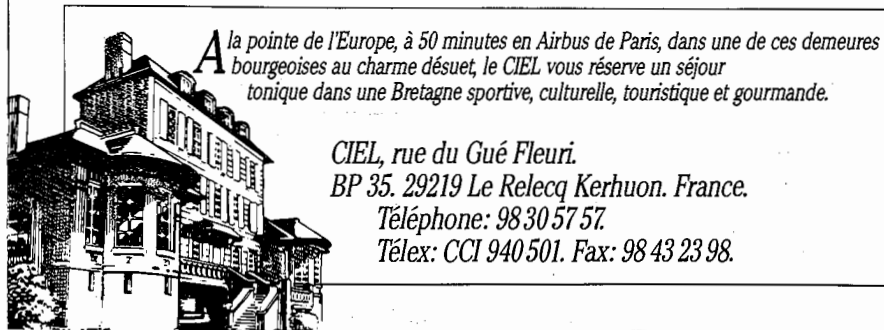 A la pointe de l'Europe, à 50 minutes en Airbus de Paris, dans une de ces demeures
bourgeoises au charme désuet, le CIEL vous réserve un séjour
tonique dans une Bretagne sportive, culturelle, touristique et gourmande.
CIEL, rue du Gué Fleuri.
BP 35. 29219 Le Relecq Kerhuon. France.
Téléphone: 98 30 57 57.
Télex: CCI 940 501. Fax: 98 43 23 98.